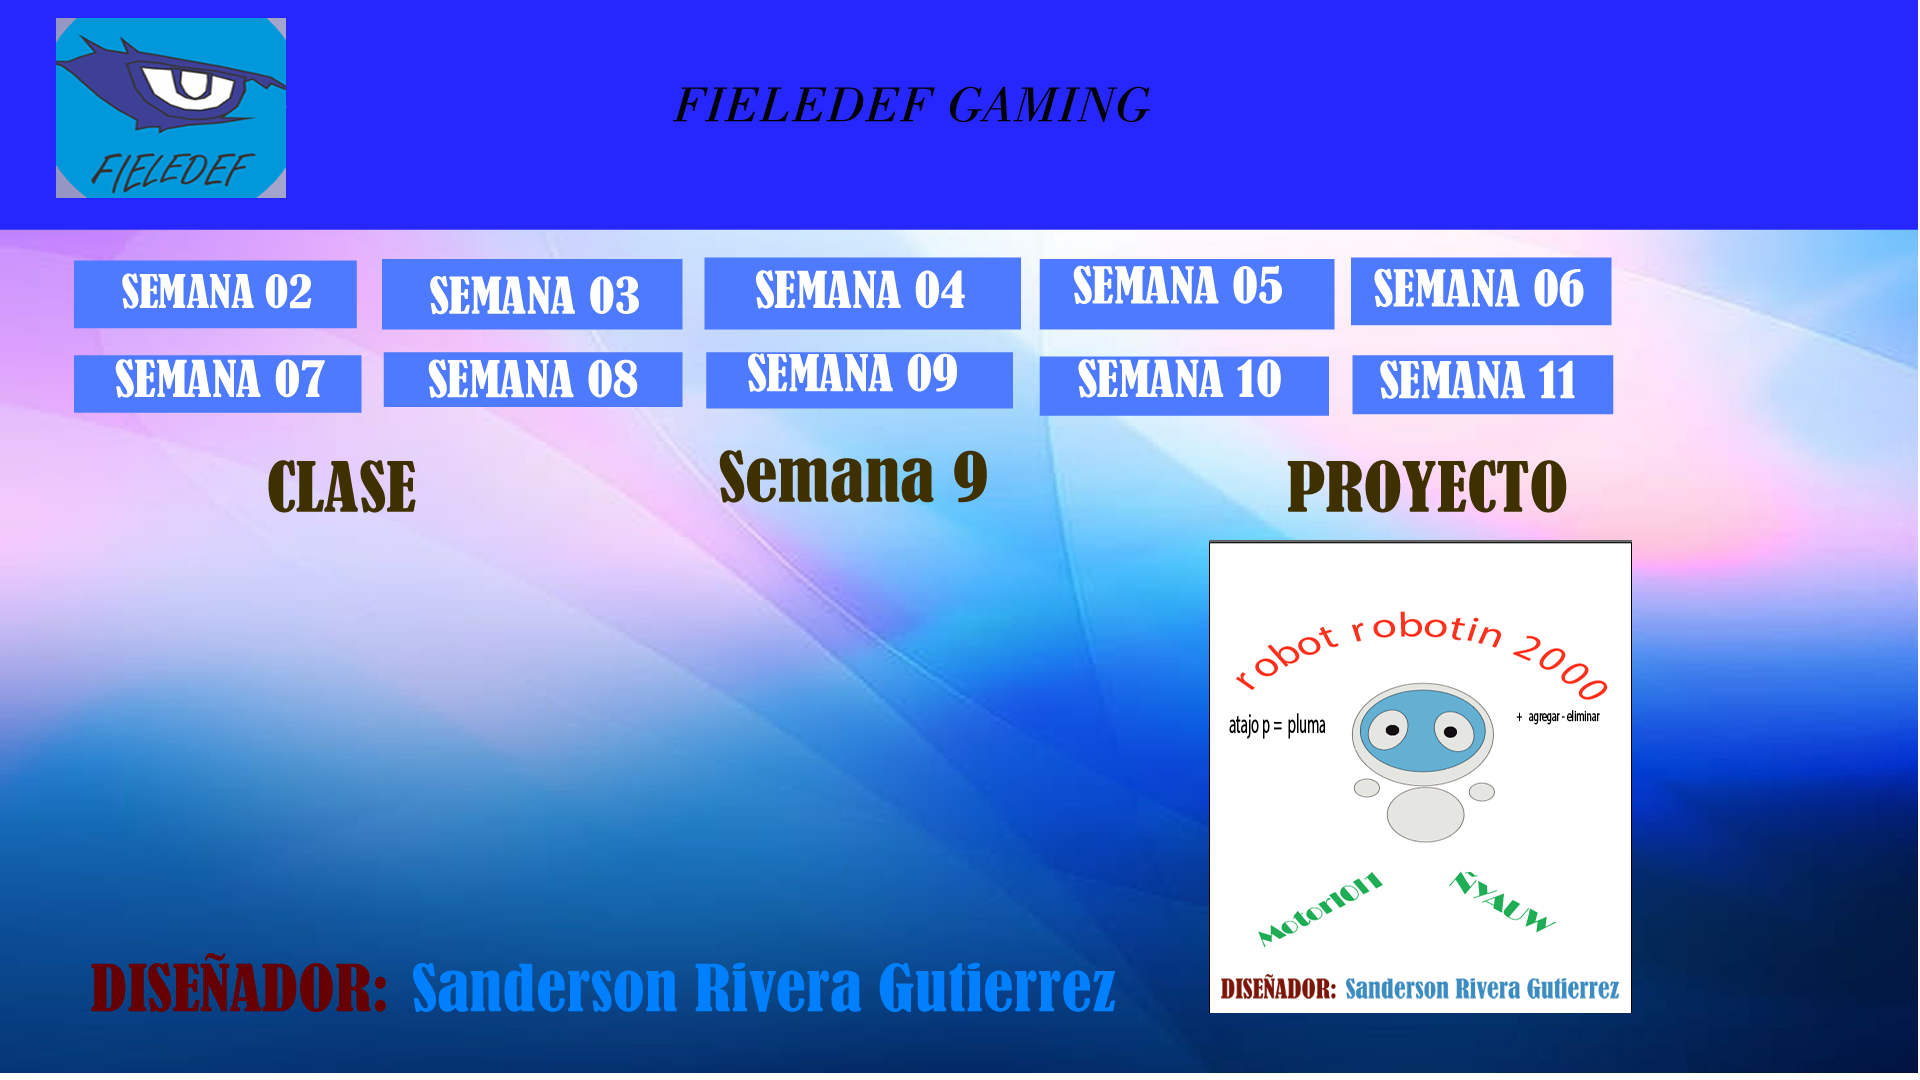 FIELEDEF
FIELEDEF GAMING
SEMANA 02
SEMANA 03
SEMANA 04
SEMANA 05
SEMANA 06
SEMANA 07
SEMANA 08
SEMANA 09
SEMANA 10
SEMANA 11
CLASE
Semana 9
PROYECTO
robot robotin 2000
atajo p = pluma
+ agregar - eliminar
Motor1011
EyAUW
DISEÑADOR: Sanderson Rivera Gutierrez
DISEÑADOR: Sanderson Rivera Gutierrez